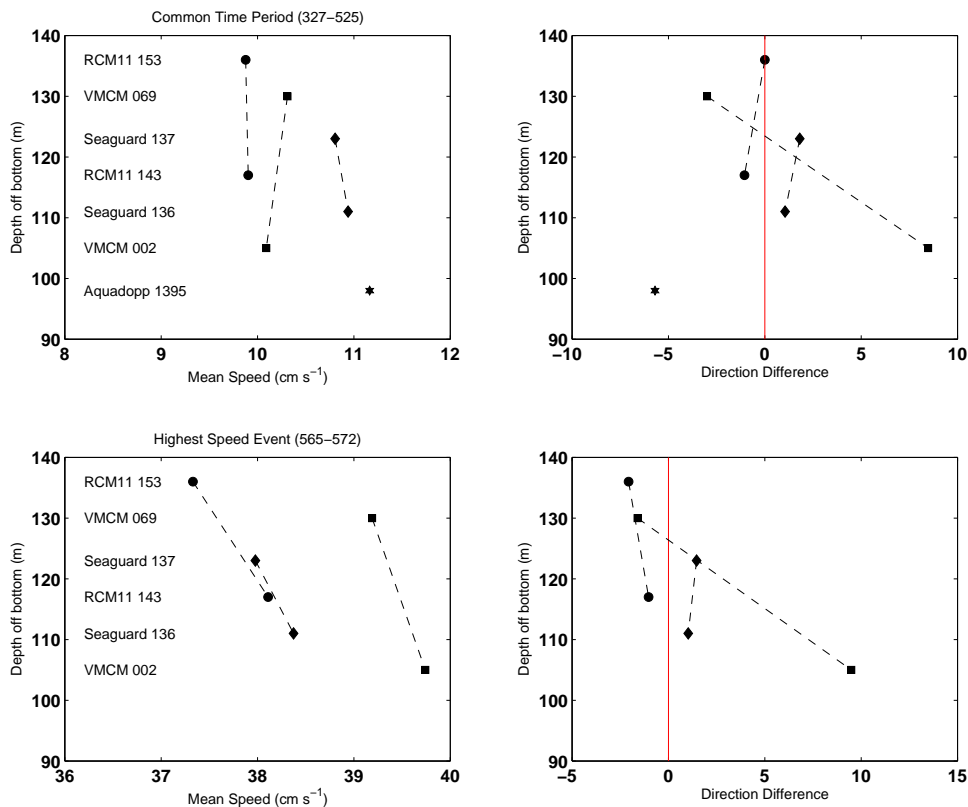 Common Time Period (327−525)
140
130
120
110
100
90
Depth off bottom (m)
RCM11 153
VMCM 069
Seaguard 137
RCM11 143
Seaguard 136
VMCM 002
Aquadopp 1395
8 9 10 11 12
Mean Speed (cm s−1)
140
130
120
110
100
90
Depth off bottom (m)
−10 −5 0 5 10
Direction Difference
Highest Speed Event (565−572)
140
130
120
110
100
90
Depth off bottom (m)
RCM11 153
VMCM 069
Seaguard 137
RCM11 143
Seaguard 136
VMCM 002
36 37 38 39 40
Mean Speed (cm s−1)
140
130
120
110
100
90
Depth off bottom (m)
−5 0 5 10 15
Direction Difference